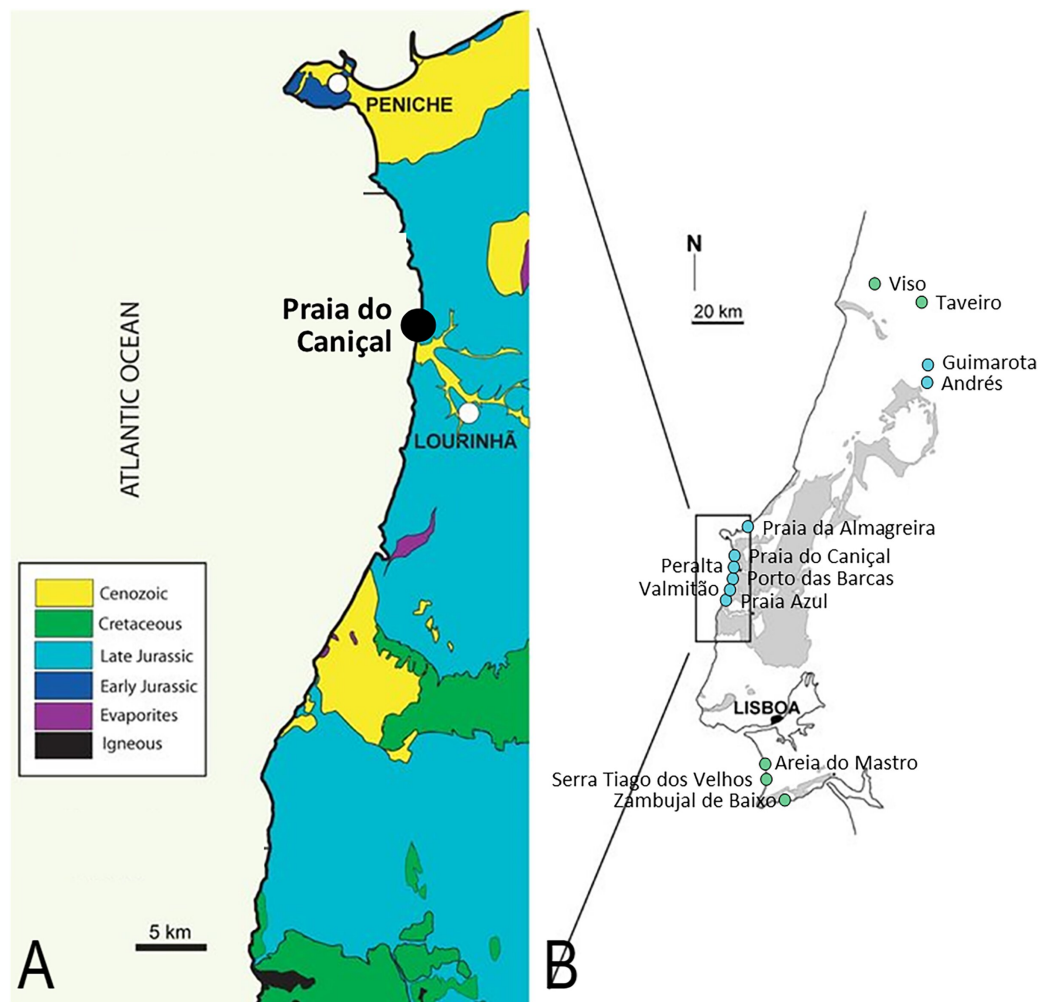 PENICHE
Praia do
Caniçal
ATLANTIC OCEAN
LOURINHÃ
Cenozoic
Cretaceous
Late Jurassic
Early Jurassic
Evaporites
Igneous
5 km
A
N
20 km
Viso
Taveiro
Guimarota
Andrés
Praia da Almagreira
Praia do Caniçal
Peralta
Porto das Barcas
Valmitão
Praia Azul
LISBOA
Areia do Mastro
Serra Tiago dos Velhos
Zambujal de Baixo
B